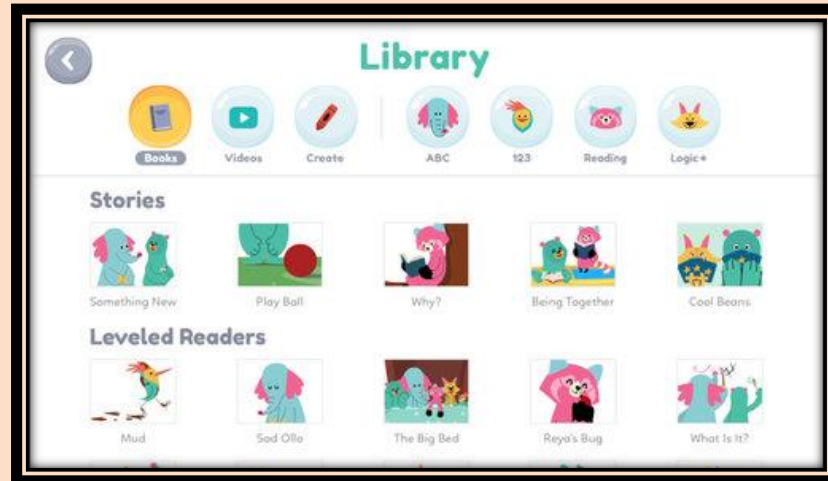 Library
Books Videos Create ABC 123 Reading Logic+
Stories
Something New Play Ball Why? Being Together Cool Beans
Leveled Readers
Mud Sad Ollo The Big Bed Reya's Bug What Is It?